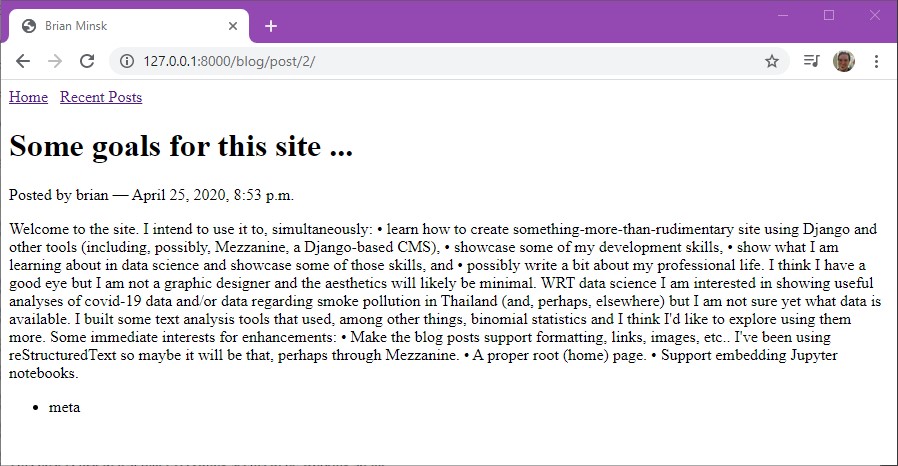 Brian Minsk
127.0.0.1:8000/blog/post/2/
Home Recent Posts
Some goals for this site ...
Posted by brian — April 25, 2020, 8:53 p.m.
Welcome to the site. I intend to use it to, simultaneously: • learn how to create something-more-than-rudimentary site using Django and
other tools (including, possibly, Mezzanine, a Django-based CMS), • showcase some of my development skills, • show what I am
learning about in data science and showcase some of those skills, and • possibly write a bit about my professional life. I think I have a
good eye but I am not a graphic designer and the aesthetics will likely be minimal. WRT data science I am interested in showing useful
analyses of covid-19 data and/or data regarding smoke pollution in Thailand (and, perhaps, elsewhere) but I am not sure yet what data is
available. I built some text analysis tools that used, among other things, binomial statistics and I think I'd like to explore using them
more. Some immediate interests for enhancements: • Make the blog posts support formatting, links, images, etc.. I've been using
reStructuredText so maybe it will be that, perhaps through Mezzanine. • A proper root (home) page. • Support embedding Jupyter
notebooks.
• meta